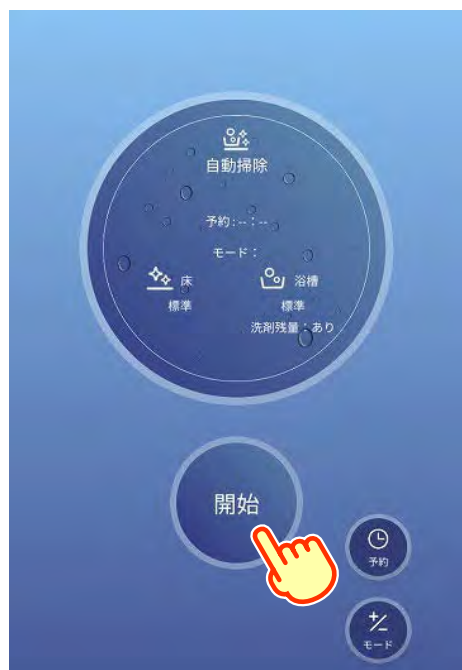 自動掃除
予約:--:--
モード:
床
標準
浴槽
標準
洗剤残量:あり
開始
予約
モード